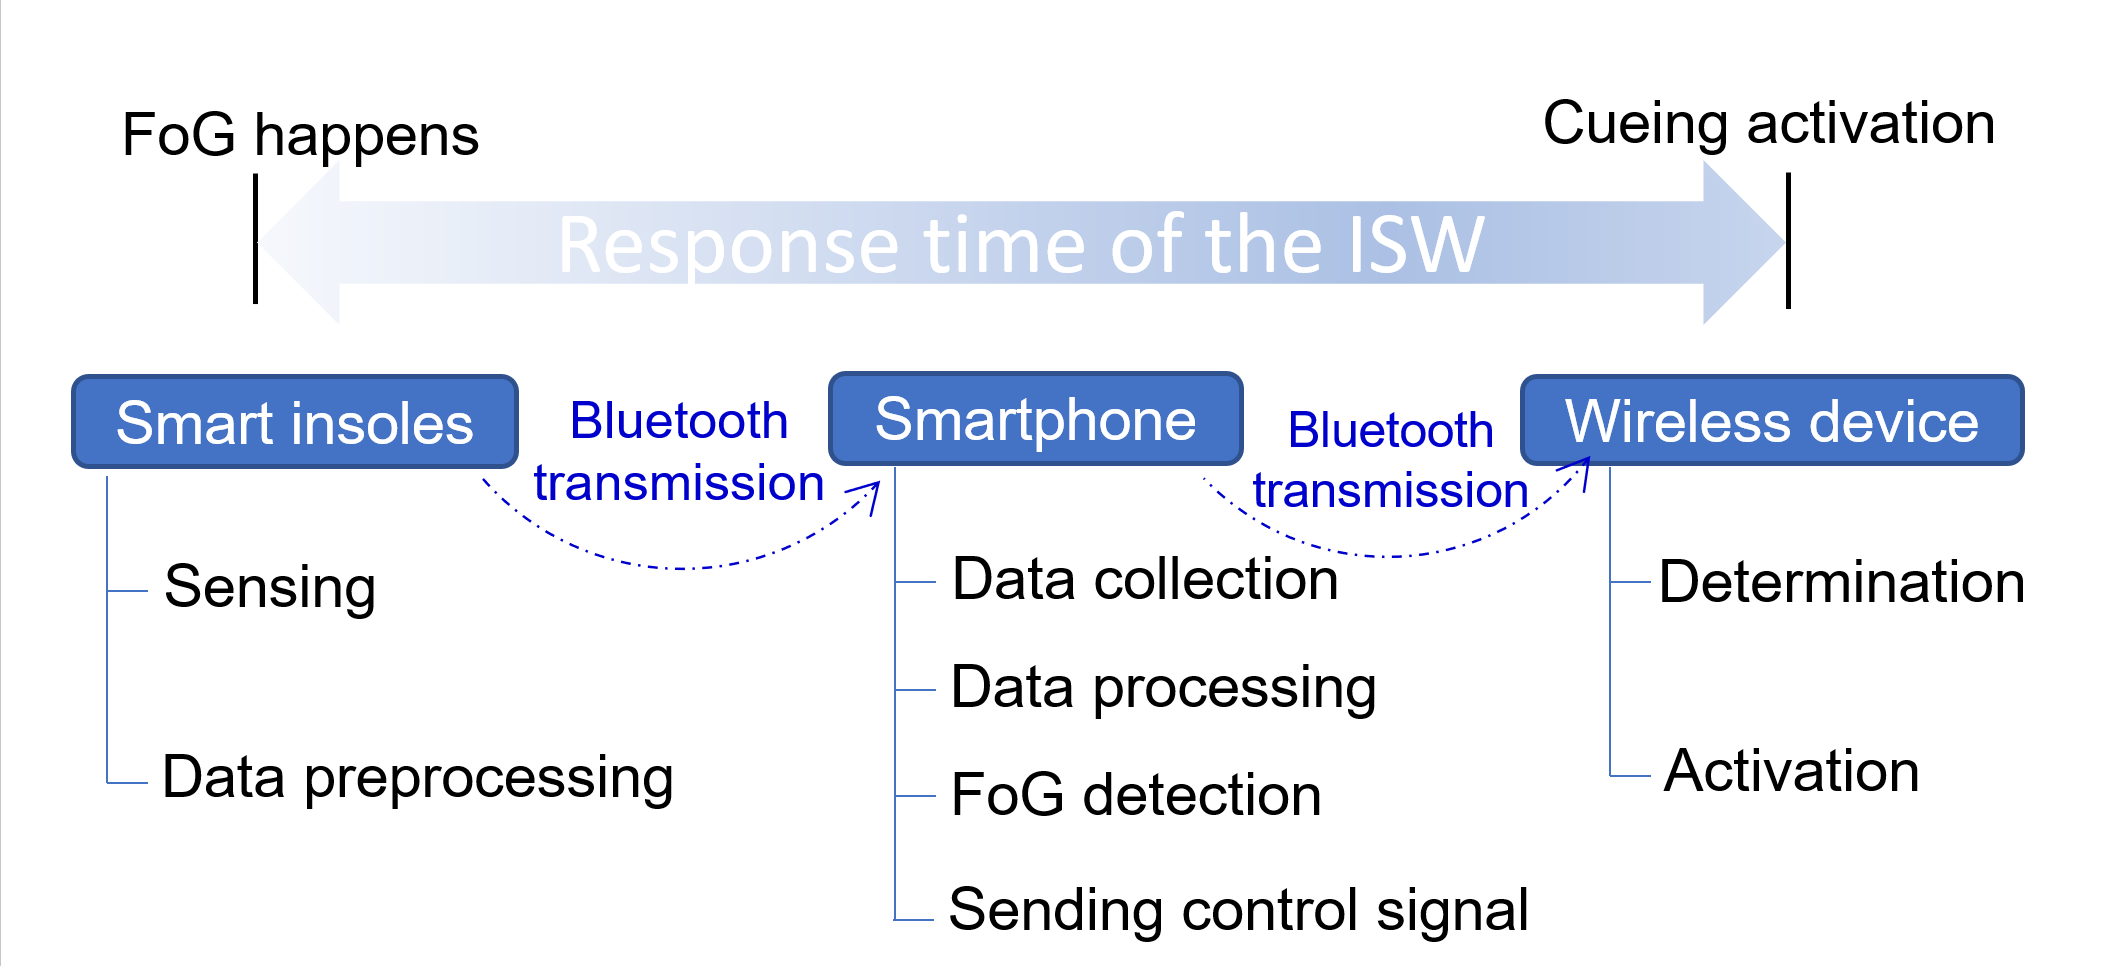 FoG happens
Cueing activation
Response time of the ISW
Smart insoles
Bluetooth
transmission
Smartphone
Bluetooth
transmission
Wireless device
Sensing
Data preprocessing
Data collection
Data processing
FoG detection
Sending control signal
Determination
Activation